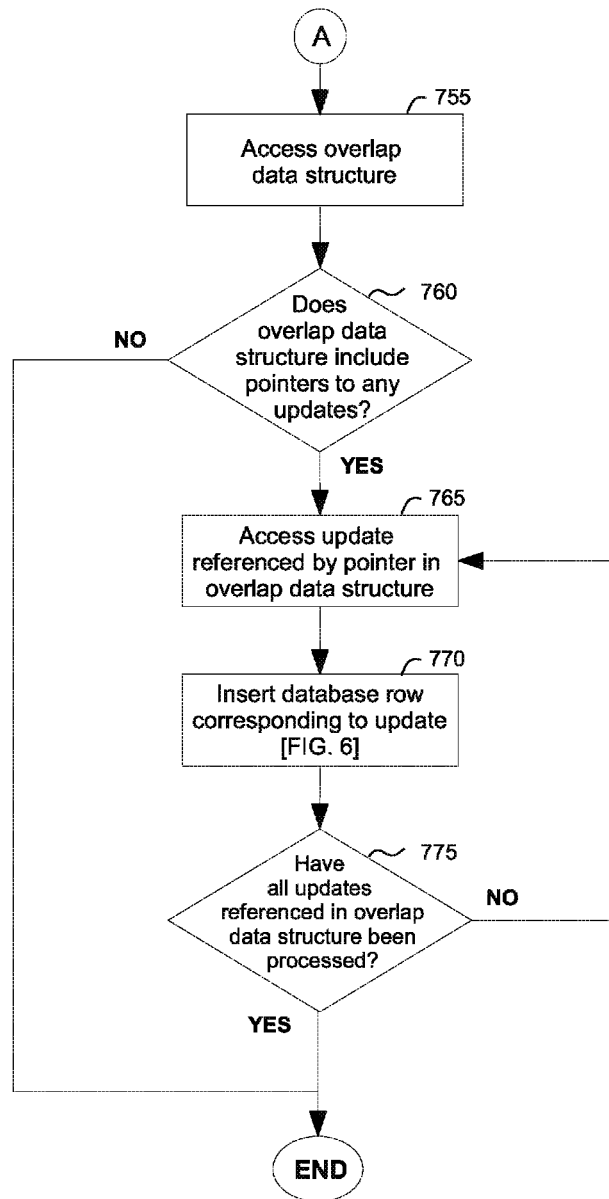 A
755
Access overlap
data structure
760
Does
overlap data
structure include
pointers to any
updates?
NO
YES
765
Access update
referenced by pointer in
overlap data structure
770
Insert database row
corresponding to update
[FIG. 6]
775
Have
all updates
referenced in overlap
data structure been
processed?
NO
YES
END